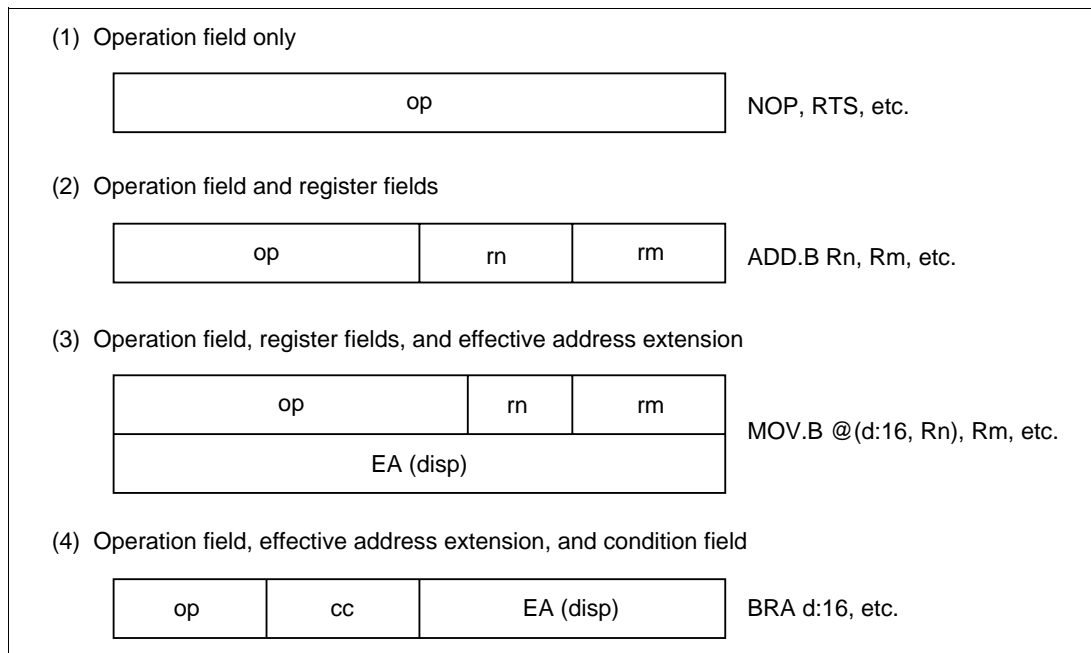 (1) Operation field only
op
NOP, RTS, etc.
(2) Operation field and register fields
op rn rm
ADD.B Rn, Rm, etc.
(3) Operation field, register fields, and effective address extension
op rn rm
MOV.B @(d:16, Rn), Rm, etc.
EA (disp)
(4) Operation field, effective address extension, and condition field
op cc EA (disp)
BRA d:16, etc.